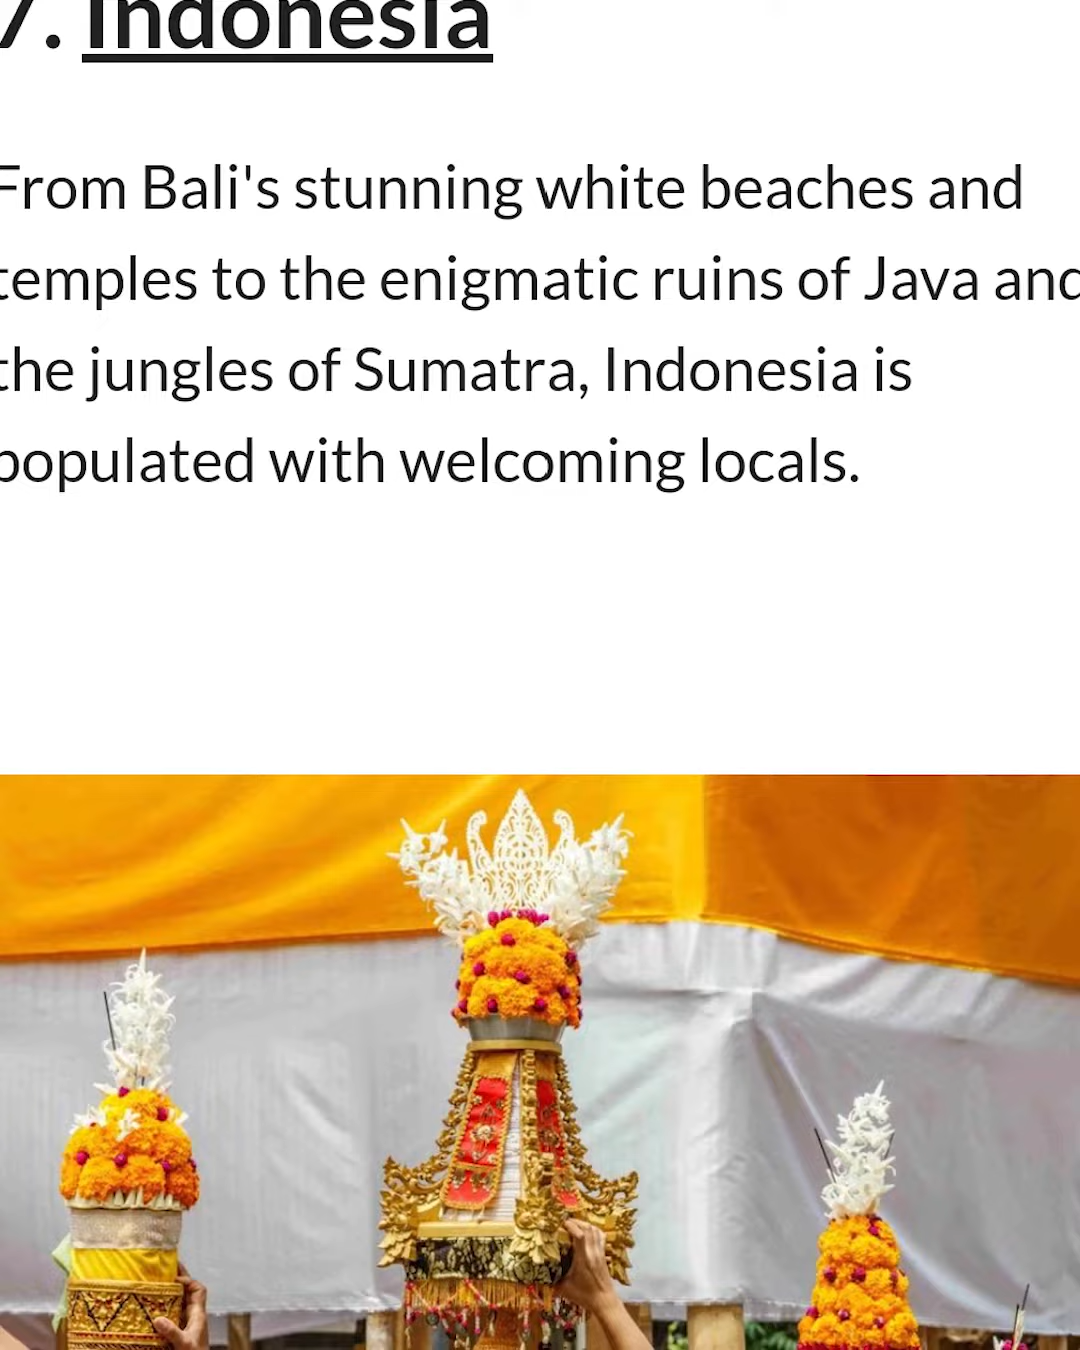 7. Indonesia
From Bali's stunning white beaches and
temples to the enigmatic ruins of Java and
the jungles of Sumatra, Indonesia is
populated with welcoming locals.